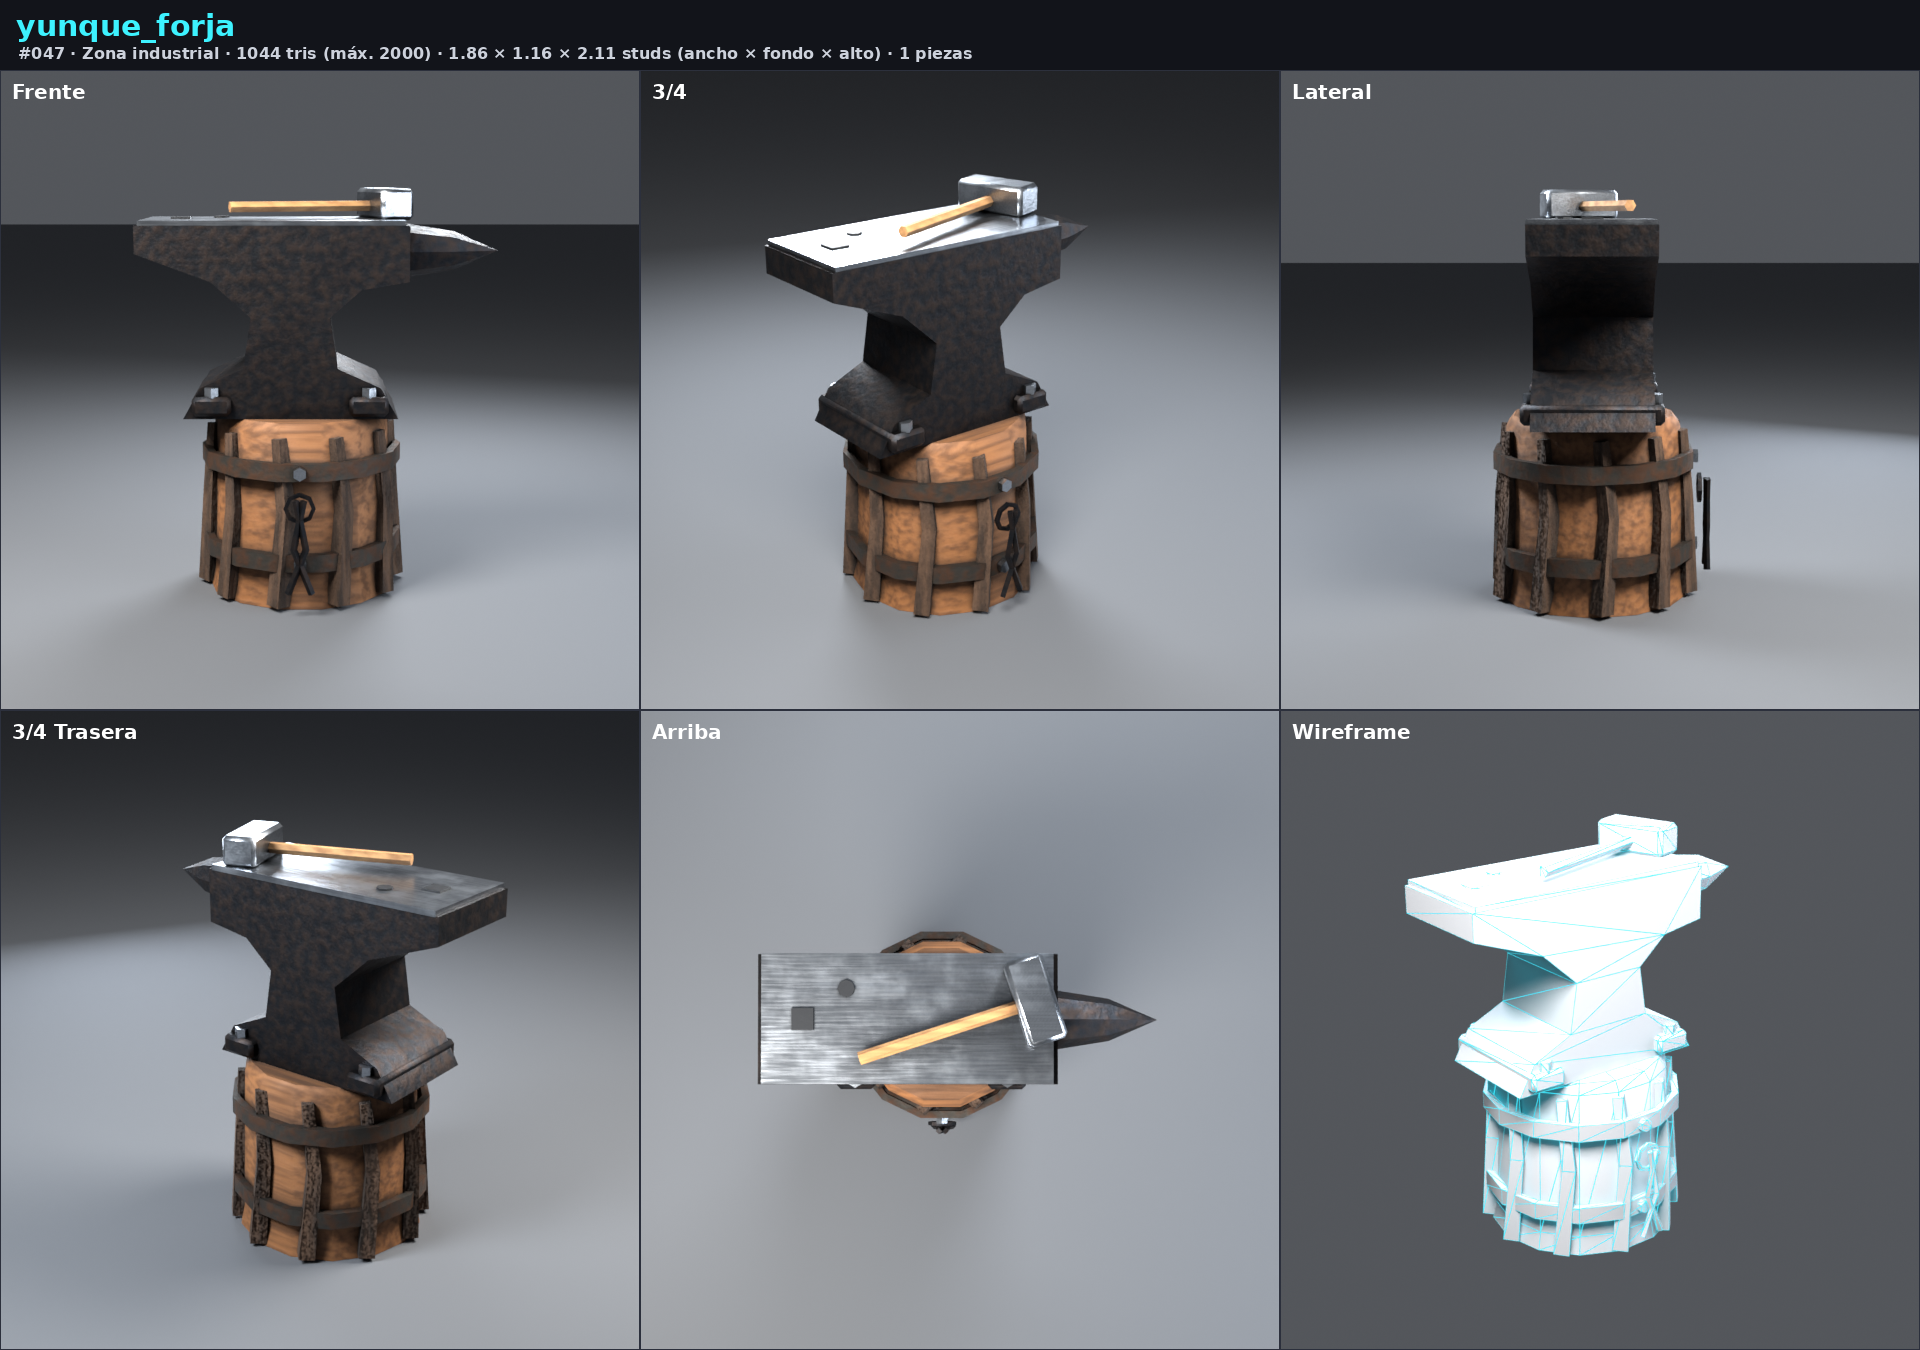 yunque_forja
#047 · Zona industrial · 1044 tris (máx. 2000) · 1.86 × 1.16 × 2.11 studs (ancho × fondo × alto) · 1 piezas
Frente
3/4
Lateral
3/4 Trasera
Arriba
Wireframe